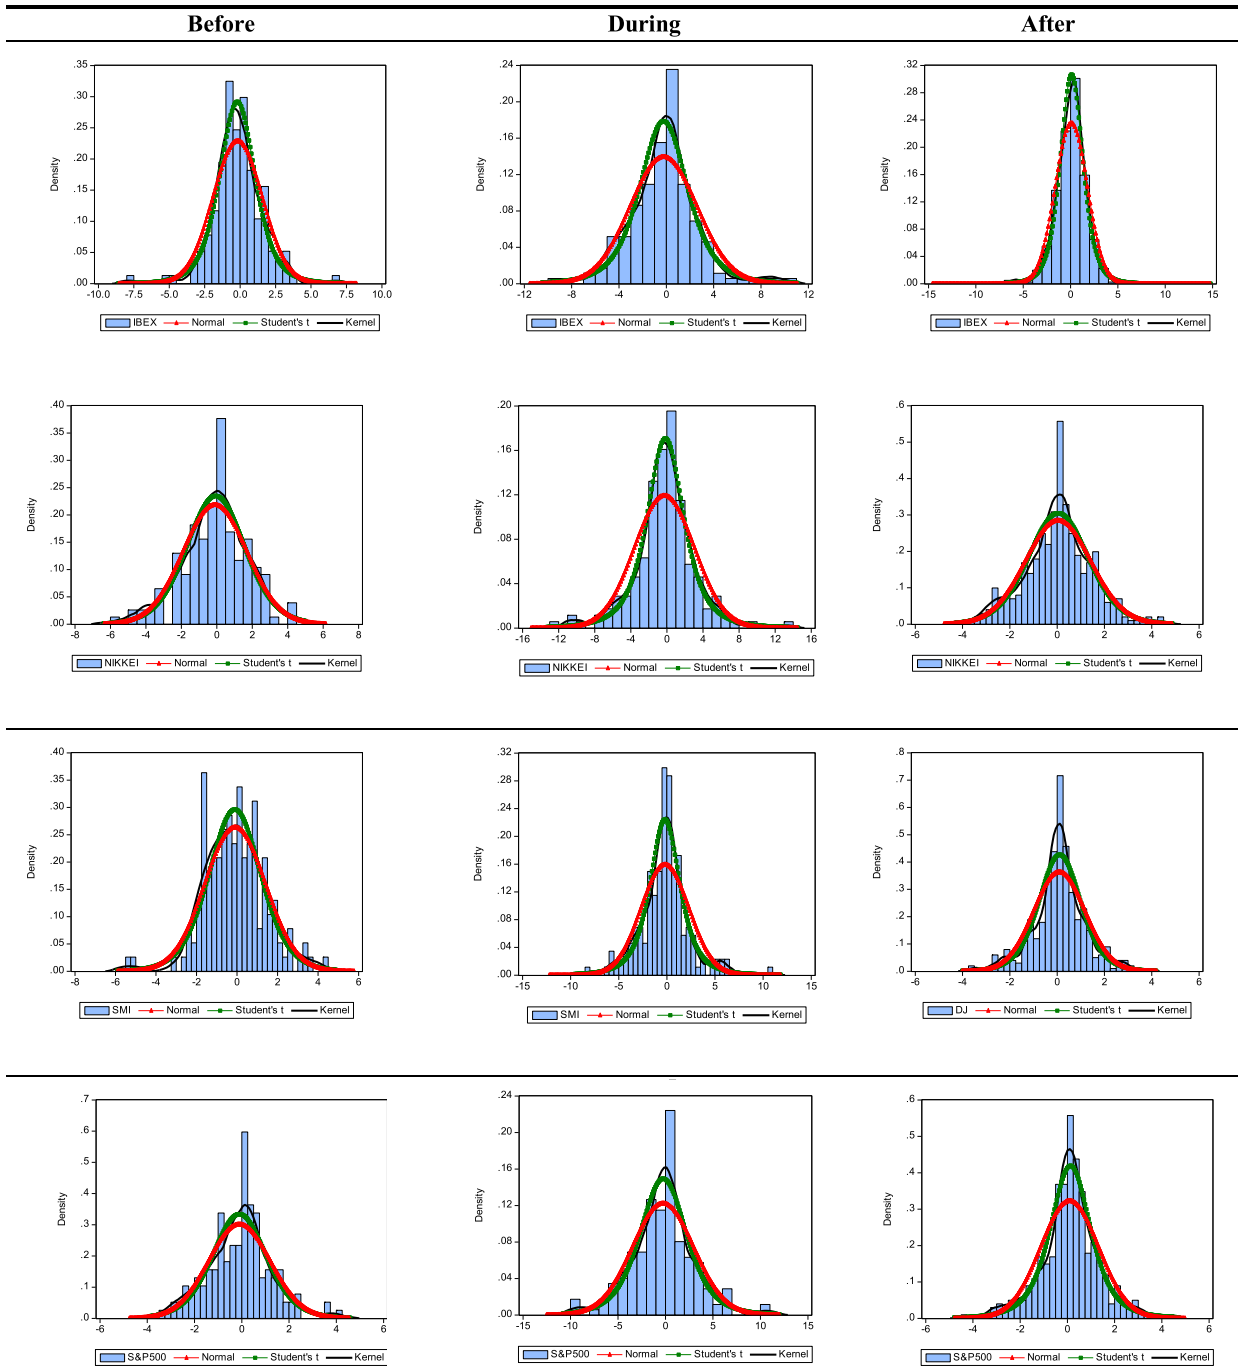 Before During After
.35
.30
.25
.20
.15
.10
.05
.00
Density
-10.0 -7.5 -5.0 -2.5 0.0 2.5 5.0 7.5 10.0
IBEX Normal Student's t Kernel
.24
.20
.16
.12
.08
.04
.00
Density
-12 -8 -4 0 4 8 12
IBEX Normal Student's t Kernel
.32
.28
.24
.20
.16
.12
.08
.04
.00
Density
-15 -10 -5 0 5 10 15
IBEX Normal Student's t Kernel
.40
.35
.30
.25
.20
.15
.10
.05
.00
Density
-8 -6 -4 -2 0 2 4 6 8
NIKKEI Normal Student's t Kernel
.20
.16
.12
.08
.04
.00
Density
-16 -12 -8 -4 0 4 8 12 16
NIKKEI Normal Student's t Kernel
.6
.5
.4
.3
.2
.1
.0
Density
-6 -4 -2 0 2 4 6
NIKKEI Normal Student's t Kernel
.40
.35
.30
.25
.20
.15
.10
.05
.00
Density
-8 -6 -4 -2 0 2 4 6
SMI Normal Student's t Kernel
.32
.28
.24
.20
.16
.12
.08
.04
.00
Density
-15 -10 -5 0 5 10 15
SMI Normal Student's t Kernel
.8
.7
.6
.5
.4
.3
.2
.1
.0
Density
-6 -4 -2 0 2 4 6
DJ Normal Student's t Kernel
.7
.6
.5
.4
.3
.2
.1
.0
Density
-6 -4 -2 0 2 4 6
S&P500 Normal Student's t Kernel
.24
.20
.16
.12
.08
.04
.00
Density
-15 -10 -5 0 5 10 15
S&P500 Normal Student's t Kernel
.6
.5
.4
.3
.2
.1
.0
Density
-6 -4 -2 0 2 4 6
S&P500 Normal Student's t Kernel